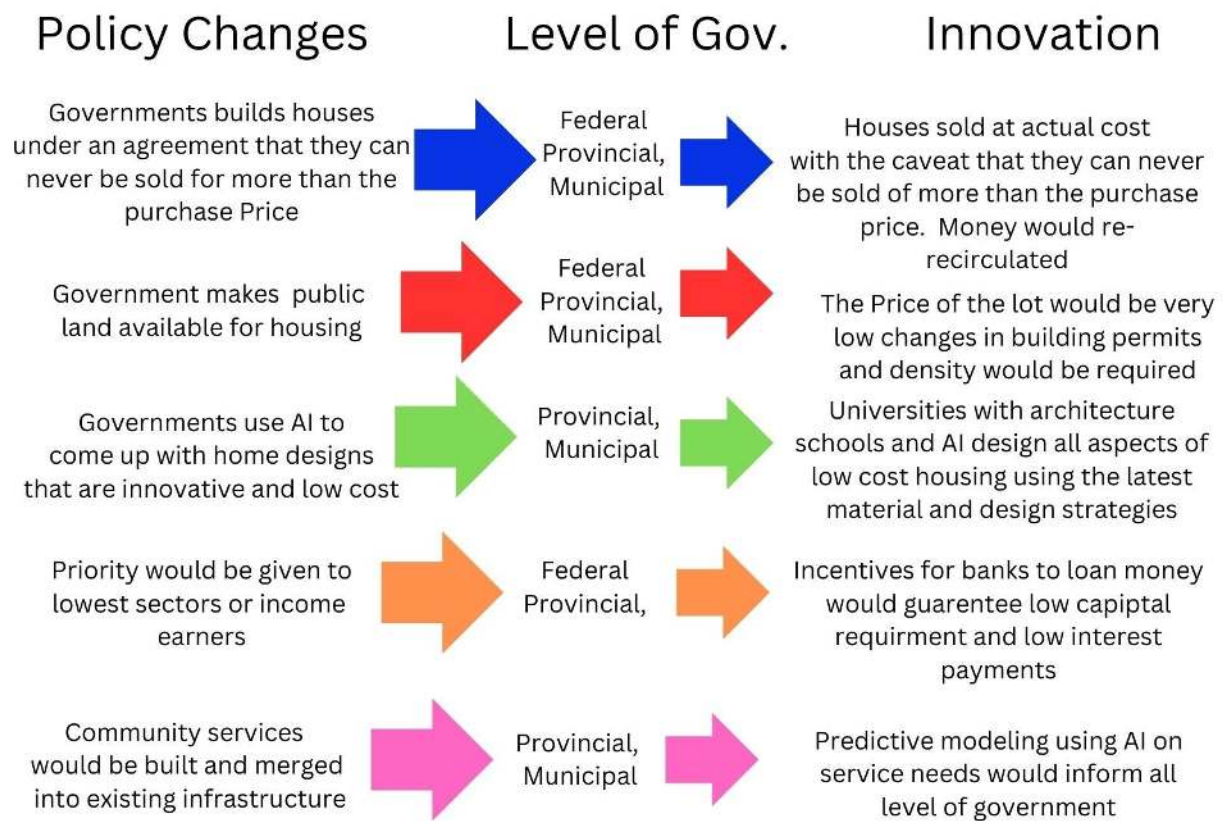 Policy Changes
Level of Gov.
Innovation
Governments builds houses
under an agreement that they can
never be sold for more than the
purchase Price
Federal
Provincial,
Municipal
Houses sold at actual cost
with the caveat that they can never
be sold of more than the purchase
price. Money would re-
recirculated
Government makes public
land available for housing
Federal
Provincial,
Municipal
The Price of the lot would be very
low changes in building permits
and density would be required
Governments use AI to
come up with home designs
that are innovative and low cost
Provincial,
Municipal
Universities with architecture
schools and AI design all aspects of
low cost housing using the latest
material and design strategies
Priority would be given to
lowest sectors or income
earners
Federal
Provincial,
Incentives for banks to loan money
would guarentee low capiptal
requirment and low interest
payments
Community services
would be built and merged
into existing infrastructure
Provincial,
Municipal
Predictive modeling using AI on
service needs would inform all
level of government